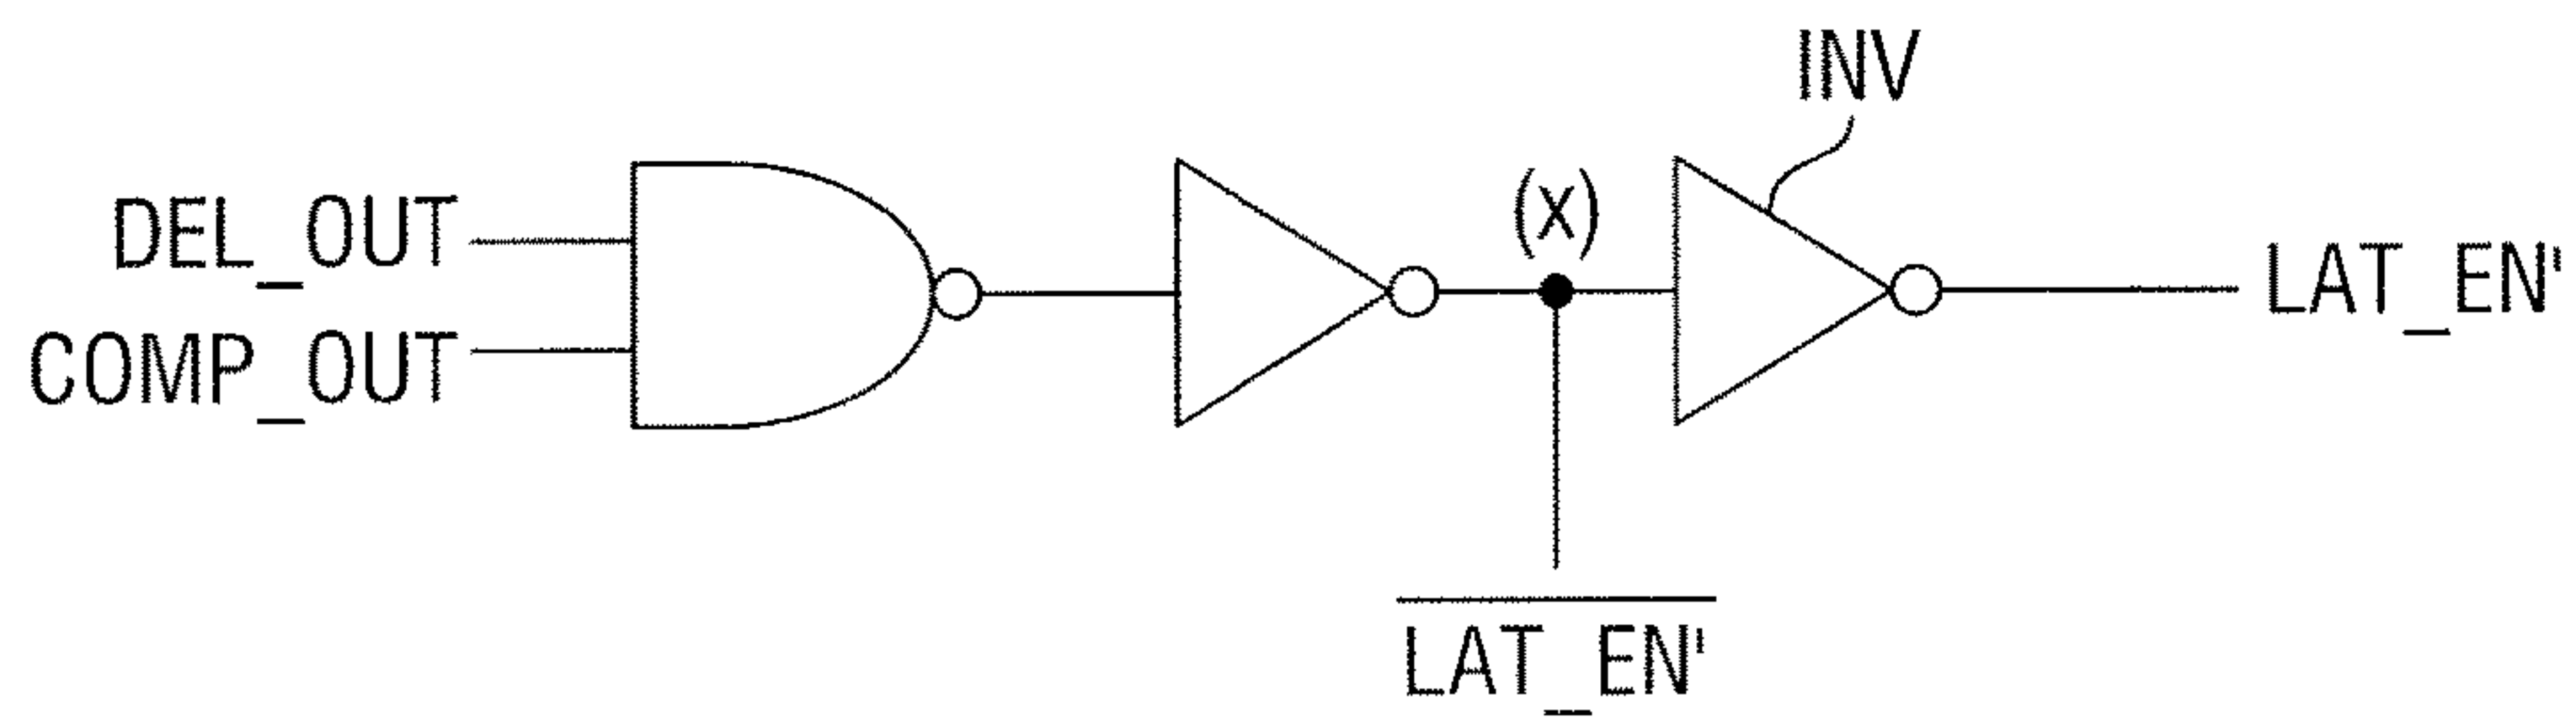 INV
(x)
DEL_OUT
LAT_EN'
COMP_OUT
LAT_EN'